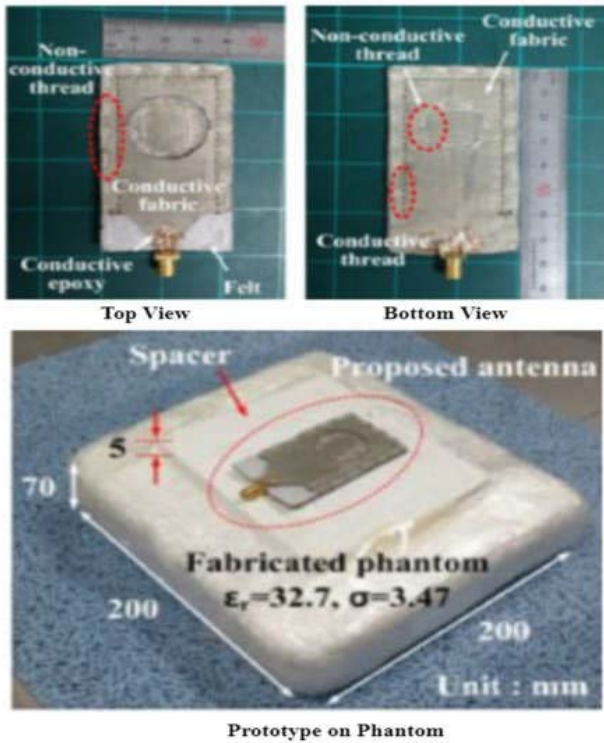 Non-
conductive
thread
Conductive
fabric
Conductive
epoxy
Felt
Top View
Non-conductive
thread
Conductive
fabric
Conductive
thread
Bottom View
Spacer
Proposed antenna
5
70
Fabricated phantom
εr=32.7, σ=3.47
200
200
Unit : mm
Prototype on Phantom